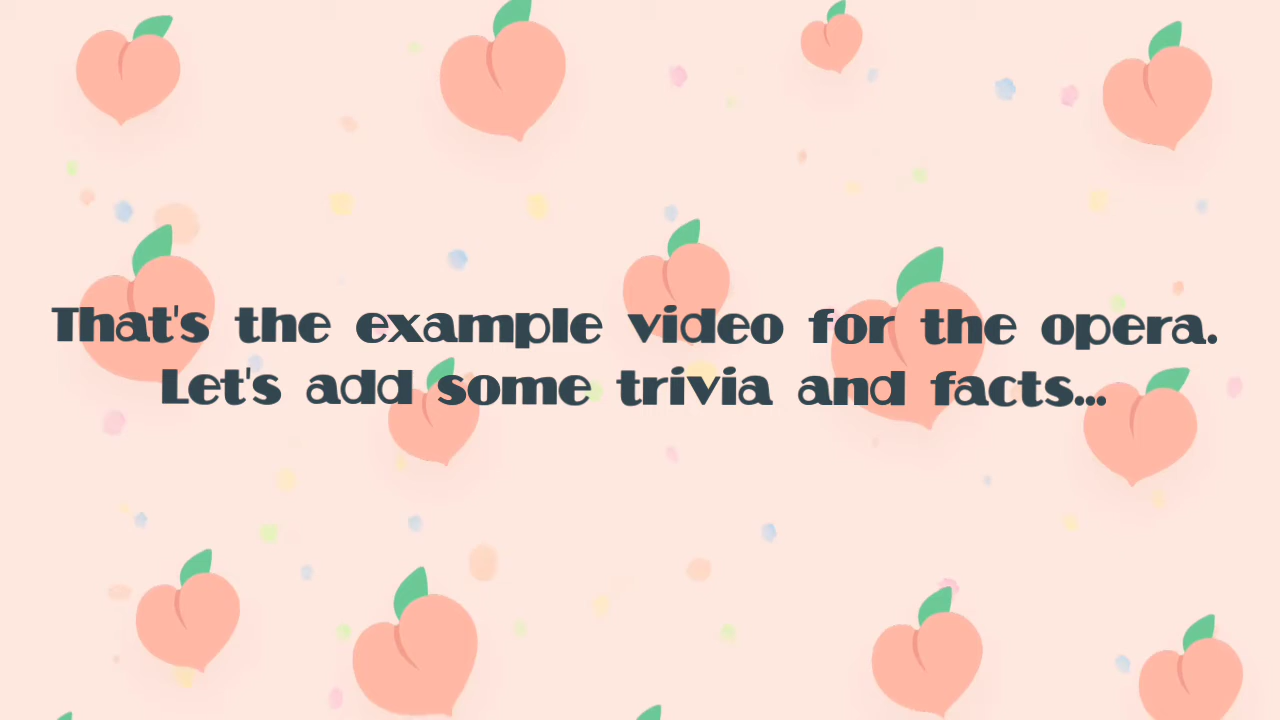 That's the example video for the opera.
Let's add some trivia and facts...